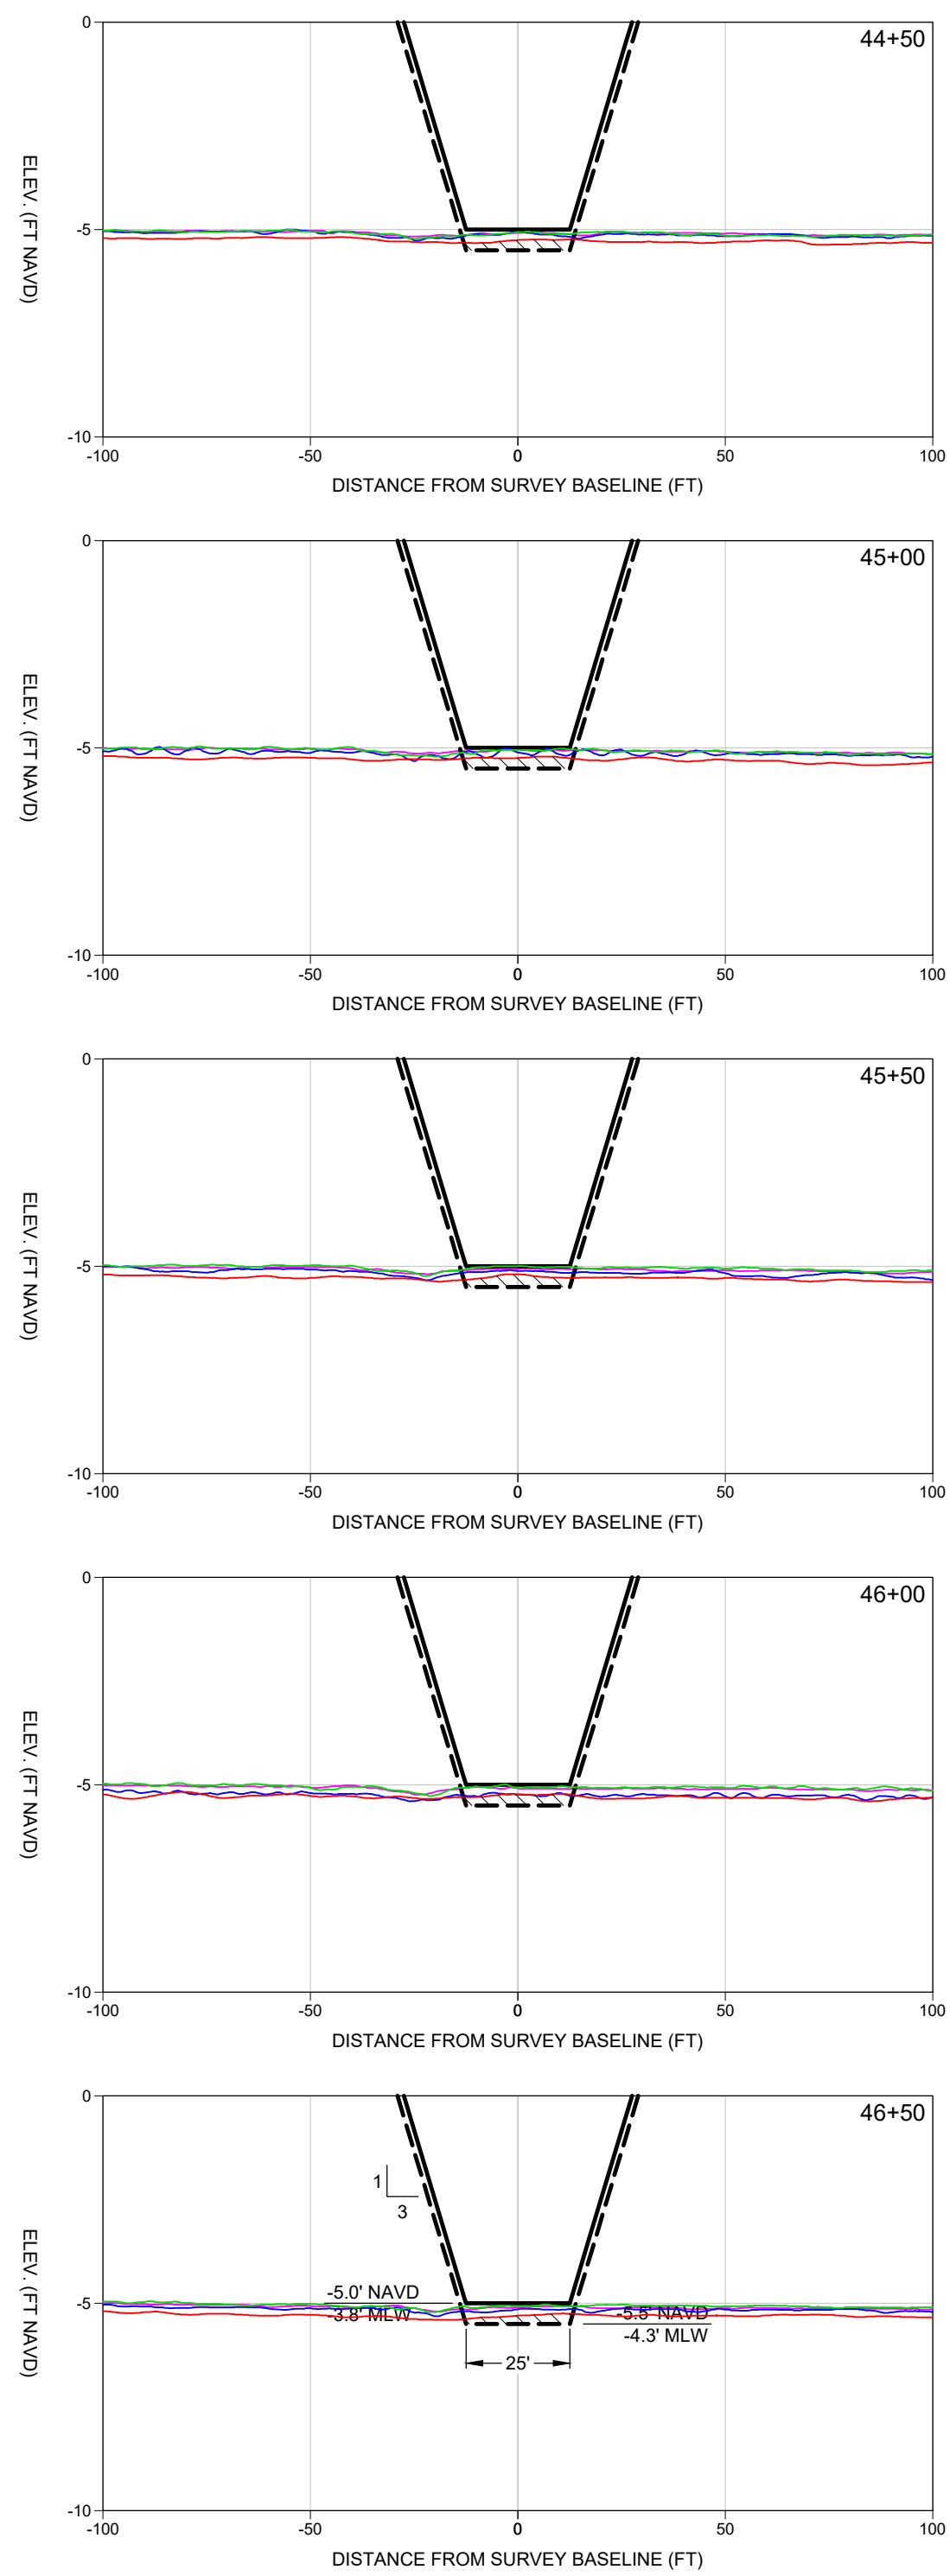 0
44+50
ELEV. (FT NAVD)
-5
-10
-100 -50 0 50 100
DISTANCE FROM SURVEY BASELINE (FT)
0
45+00
ELEV. (FT NAVD)
-5
-10
-100 -50 0 50 100
DISTANCE FROM SURVEY BASELINE (FT)
0
45+50
ELEV. (FT NAVD)
-5
-10
-100 -50 0 50 100
DISTANCE FROM SURVEY BASELINE (FT)
0
46+00
ELEV. (FT NAVD)
-5
-10
-100 -50 0 50 100
DISTANCE FROM SURVEY BASELINE (FT)
0
46+50
1
3
ELEV. (FT NAVD)
-5.0' NAVD
-5
-3.8' MLW
-5.5' NAVD
-4.3' MLW
25'
-10
-100 -50 0 50 100
DISTANCE FROM SURVEY BASELINE (FT)